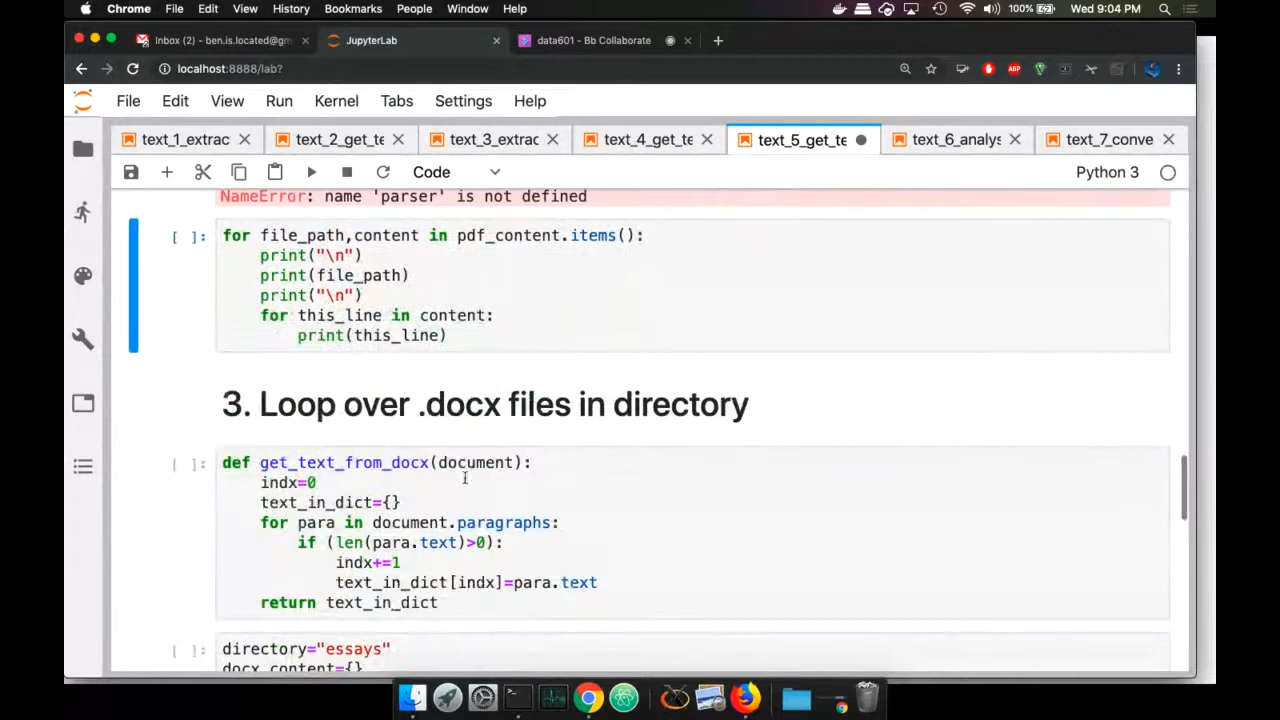 Chrome File Edit View History Bookmarks People Window Help 100% Wed 9:04 PM
Inbox (2) - ben.is.located@gm JupyterLab data601 - Bb Collaborate
localhost:8888/lab?
File Edit View Run Kernel Tabs Settings Help
text_1_extrac text_2_get_te text_3_extrac text_4_get_te text_5_get_te text_6_analys text_7_conve
Code Python 3
NameError: name 'parser' is not defined
[ ]: for file_path,content in pdf_content.items():
print("\n")
print(file_path)
print("\n")
for this_line in content:
print(this_line)
3. Loop over .docx files in directory
[ ]: def get_text_from_docx(document):
indx=0
text_in_dict={}
for para in document.paragraphs:
if (len(para.text)>0):
indx+=1
text_in_dict[indx]=para.text
return text_in_dict
[ ]: directory="essays"
docx_content={}